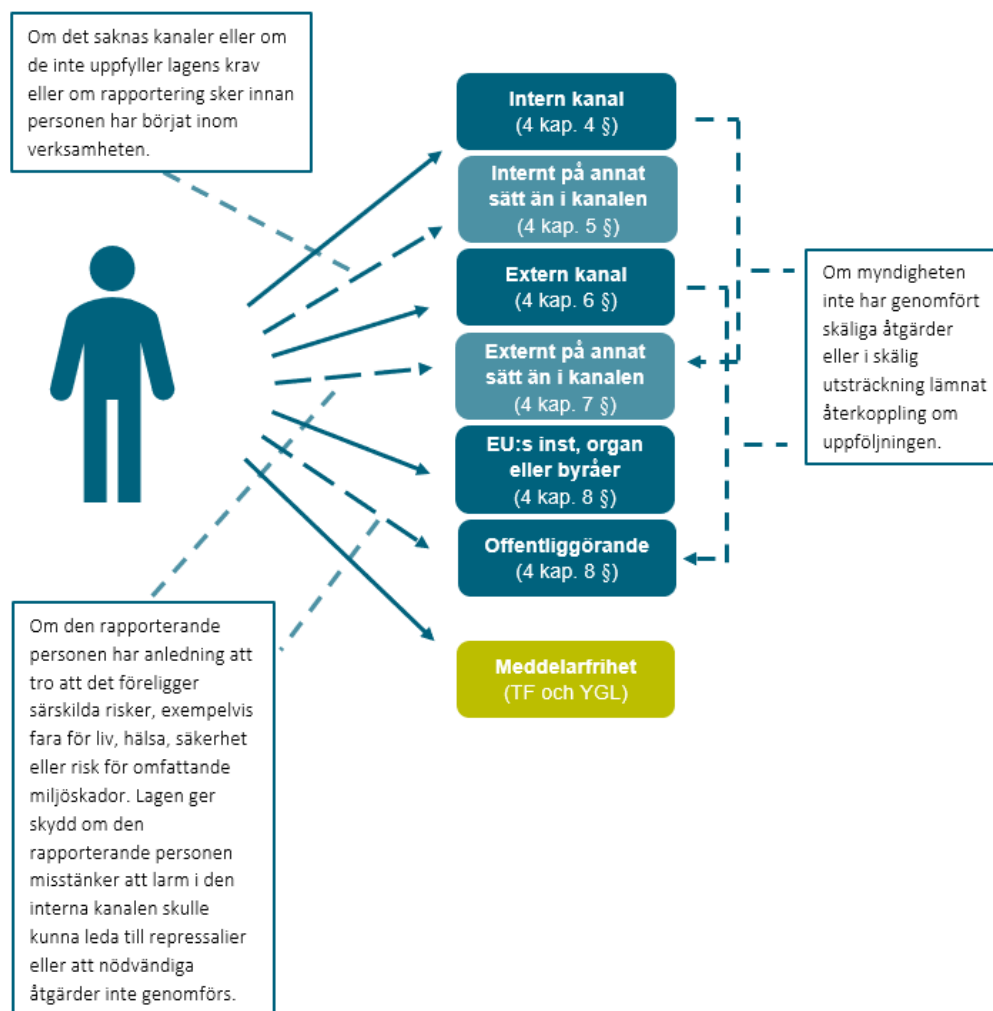 Om det saknas kanaler eller om
de inte uppfyller lagens krav
eller om rapportering sker innan
personen har börjat inom
verksamheten.
Intern kanal
(4 kap. 4 §)
Internt på annat
sätt än i kanalen
(4 kap. 5 §)
Extern kanal
(4 kap. 6 §)
Externt på annat
sätt än i kanalen
(4 kap. 7 §)
EU:s inst, organ
eller byråer
(4 kap. 8 §)
Offentliggörande
(4 kap. 8 §)
Meddelarfrihet
(TF och YGL)
Om myndigheten
inte har genomfört
skäliga åtgärder
eller i skälig
utsträckning lämnat
återkoppling om
uppföljningen.
Om den rapporterande
personen har anledning att
tro att det föreligger
särskilda risker, exempelvis
fara för liv, hälsa, säkerhet
eller risk för omfattande
miljöskador. Lagen ger
skydd om den
rapporterande personen
misstänker att larm i den
interna kanalen skulle
kunna leda till repressalier
eller att nödvändiga
åtgärder inte genomförs.